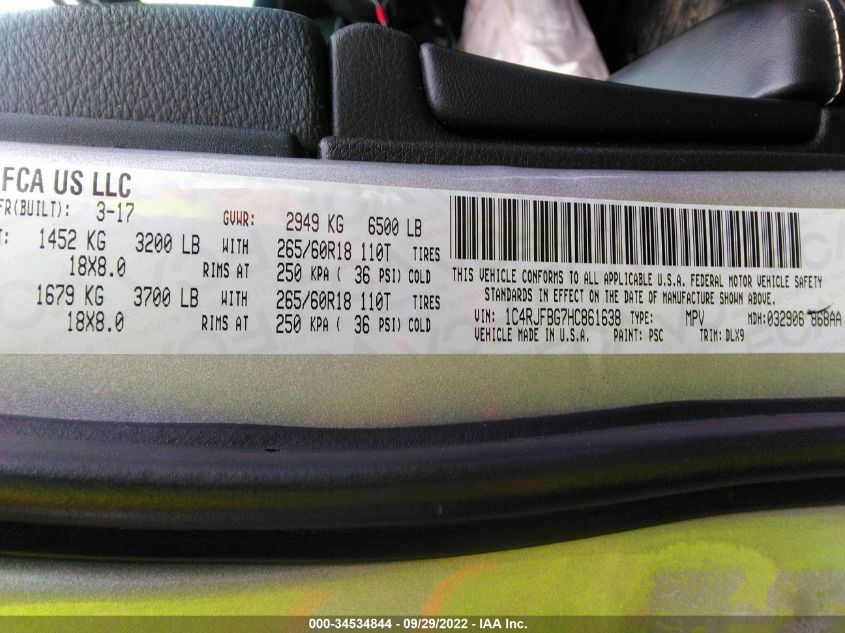 FCA US LLC
FR(BUILT): 3-17 GVWR: 2949 KG 6500 LB
T: 1452 KG 3200 LB WITH 265/60R18 110T TIRES
18X8.0 RIMS AT 250 KPA ( 36 PSI) COLD
1679 KG 3700 LB WITH 265/60R18 110T TIRES
18X8.0 RIMS AT 250 KPA ( 36 PSI) COLD
THIS VEHICLE CONFORMS TO ALL APPLICABLE U.S.A. FEDERAL MOTOR VEHICLE SAFETY
STANDARDS IN EFFECT ON THE DATE OF MANUFACTURE SHOWN ABOVE.
VIN: 1C4RJFBG7HC861638 TYPE: MPV MDH: 032906 868AA
VEHICLE MADE IN U.S.A. PAINT: PSC TRIM: DLX9
000-34534844 - 09/29/2022 - IAA Inc.